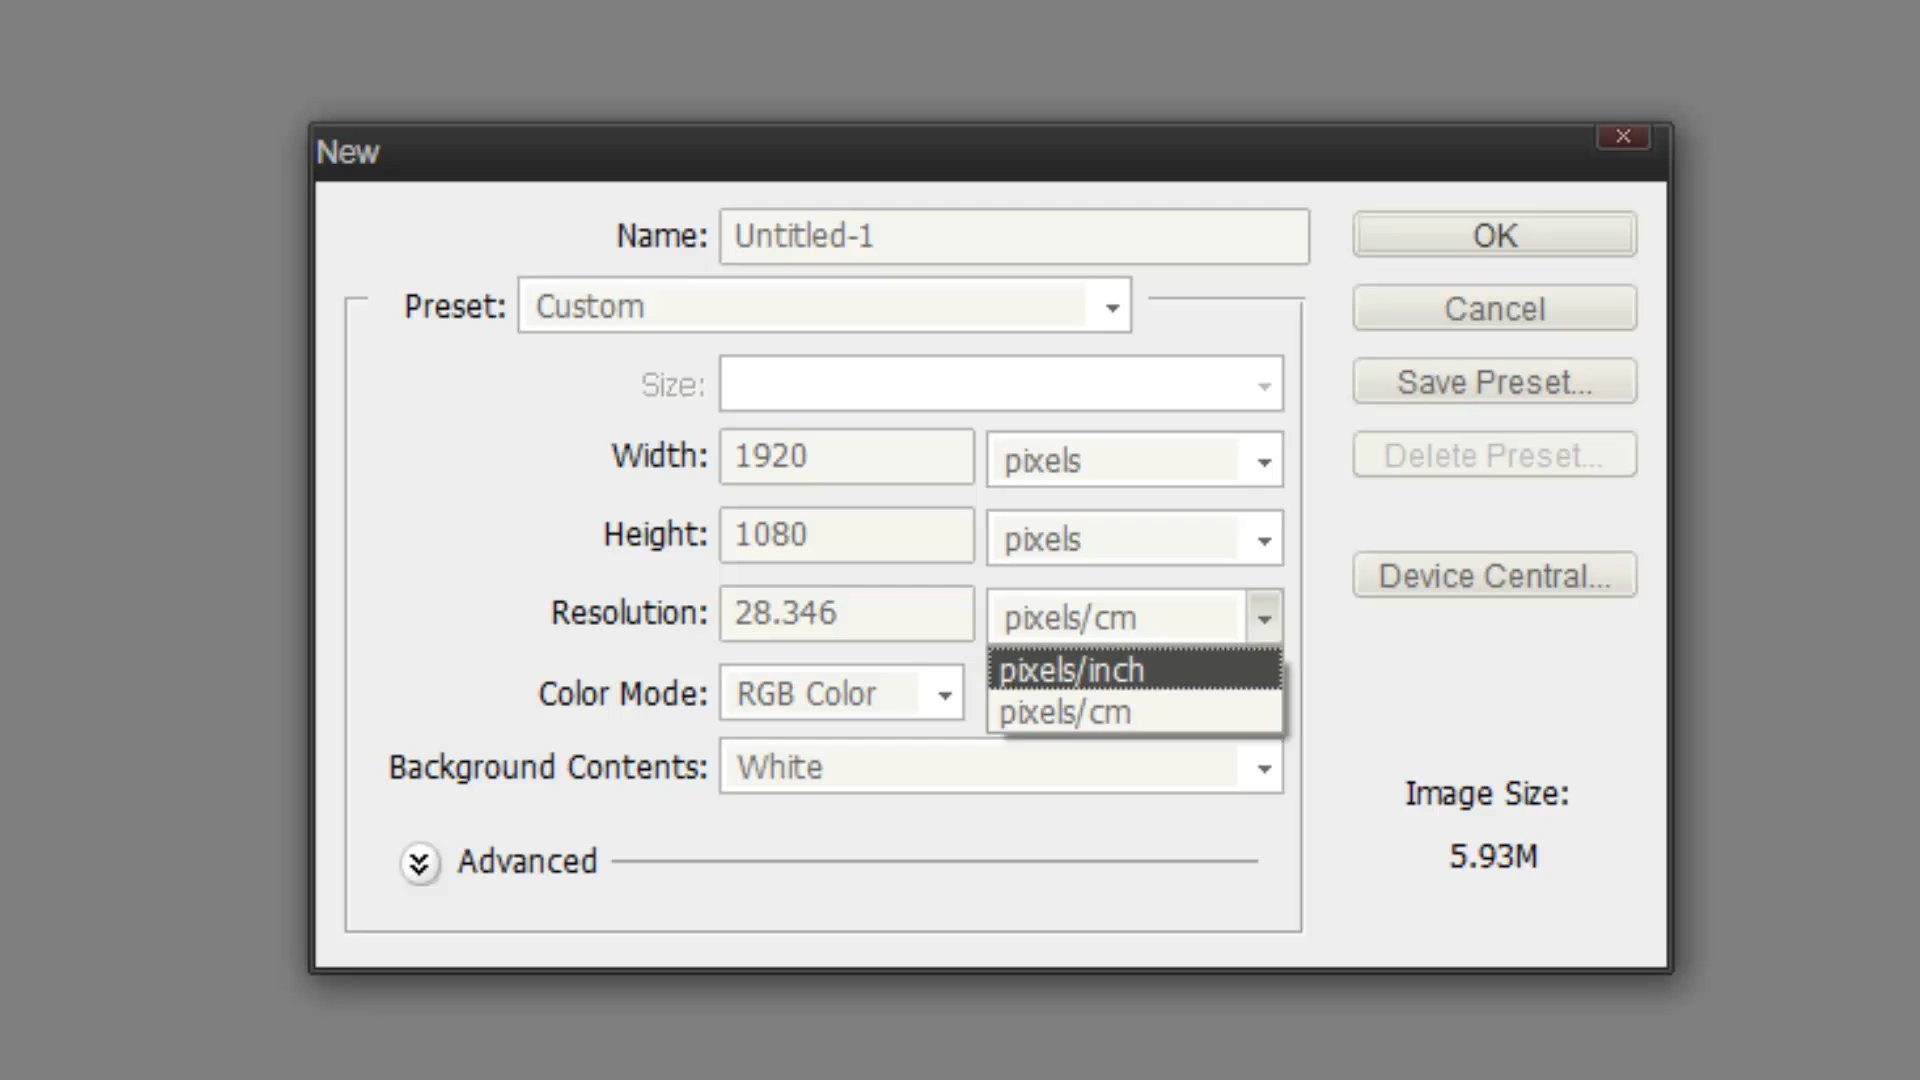 New
Name: Untitled-1
OK
Preset: Custom
Cancel
Size:
Save Preset...
Width: 1920 pixels
Delete Preset...
Height: 1080 pixels
Device Central...
Resolution: 28.346 pixels/cm
pixels/inch
pixels/cm
Color Mode: RGB Color
Background Contents: White
Image Size:
5.93M
Advanced